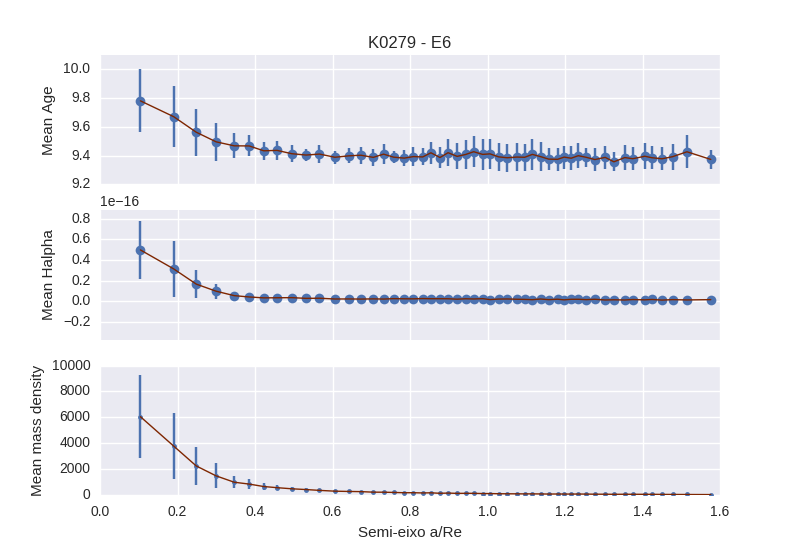 K0279 - E6
Mean Age
10.0
9.8
9.6
9.4
9.2
1e−16
Mean Halpha
0.8
0.6
0.4
0.2
0.0
−0.2
Mean mass density
10000
8000
6000
4000
2000
0
0.0 0.2 0.4 0.6 0.8 1.0 1.2 1.4 1.6
Semi-eixo a/Re